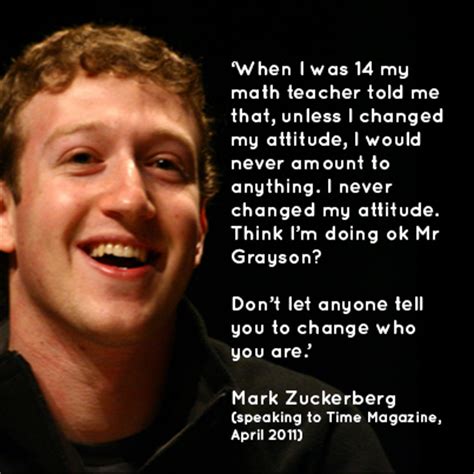 ‘When I was 14 my
math teacher told me
that, unless I changed
my attitude, I would
never amount to
anything. I never
changed my attitude.
Think I'm doing ok Mr
Grayson?
Don't let anyone tell
you to change who
you are.’
Mark Zuckerberg
(speaking to Time Magazine,
April 2011)